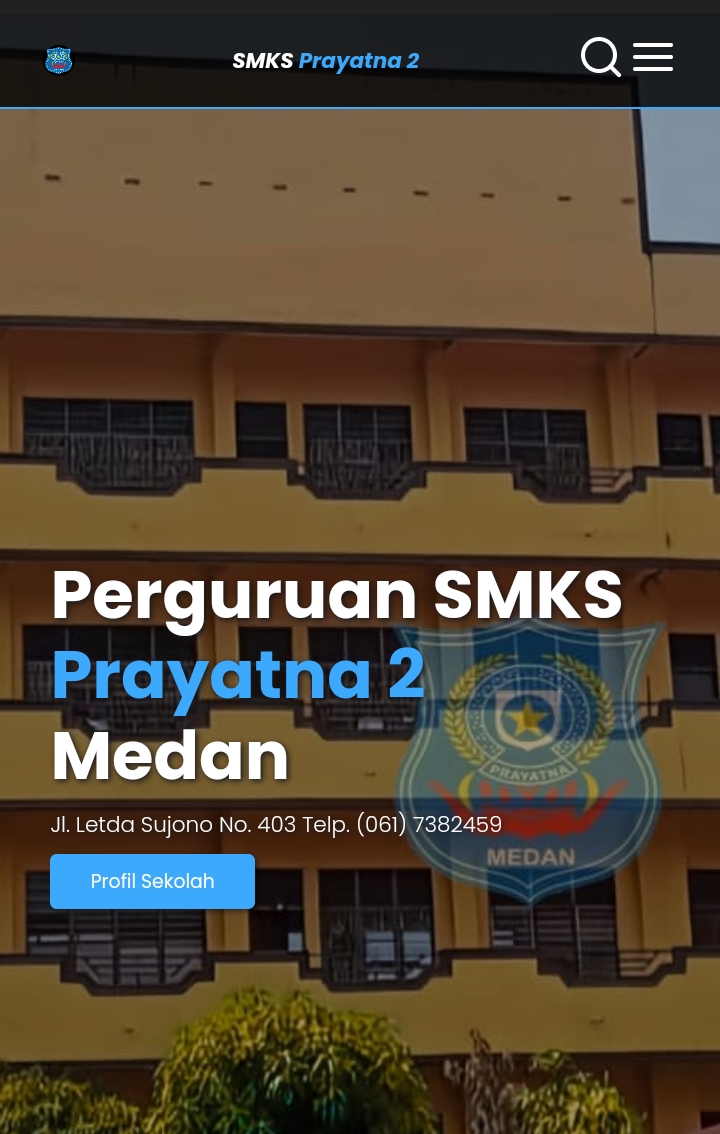 SMKS Prayatna 2
Perguruan SMKS
Prayatna 2
Medan
PRAYATNA
MEDAN
Jl. Letda Sujono No. 403 Telp. (061) 7382459
Profil Sekolah